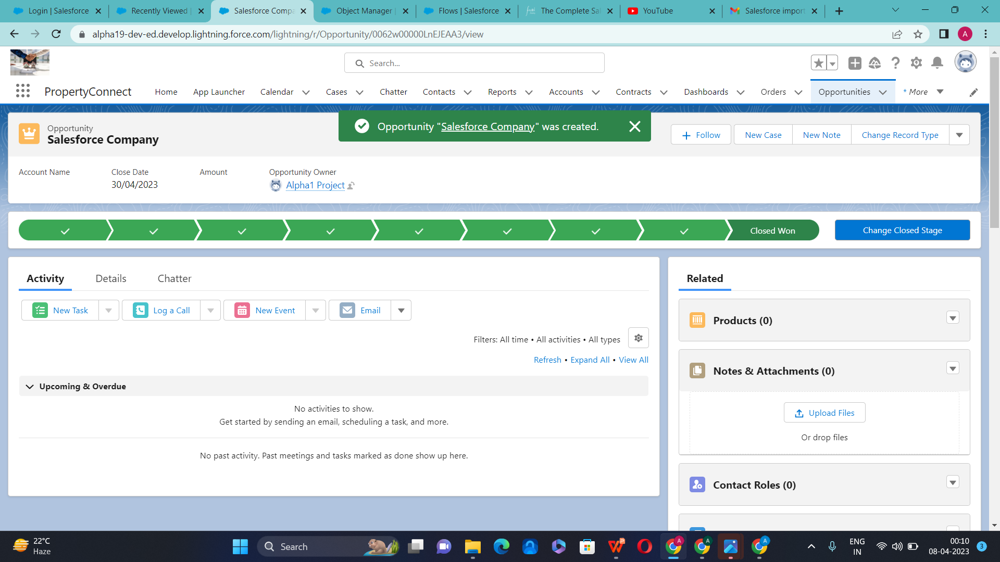 Login | Salesforce
Recently Viewed |
Salesforce Compa
Object Manager |
Flows | Salesforce
The Complete Sal
YouTube
Salesforce import
alpha19-dev-ed.develop.lightning.force.com/lightning/r/Opportunity/0062w00000LnEJEAA3/view
A
Search...
PropertyConnect
Home
App Launcher
Calendar
Cases
Chatter
Contacts
Reports
Accounts
Contracts
Dashboards
Orders
Opportunities
* More
Opportunity
Salesforce Company
Opportunity "Salesforce Company" was created.
Follow
New Case
New Note
Change Record Type
Account Name
Close Date
30/04/2023
Amount
Opportunity Owner
Alpha1 Project
Closed Won
Change Closed Stage
Activity
Details
Chatter
New Task
Log a Call
New Event
Email
Filters: All time • All activities • All types
Refresh • Expand All • View All
Upcoming & Overdue
No activities to show.
Get started by sending an email, scheduling a task, and more.
No past activity. Past meetings and tasks marked as done show up here.
Related
Products (0)
Notes & Attachments (0)
Upload Files
Or drop files
Contact Roles (0)
22°C
Haze
Search
ENG
IN
00:10
08-04-2023
3